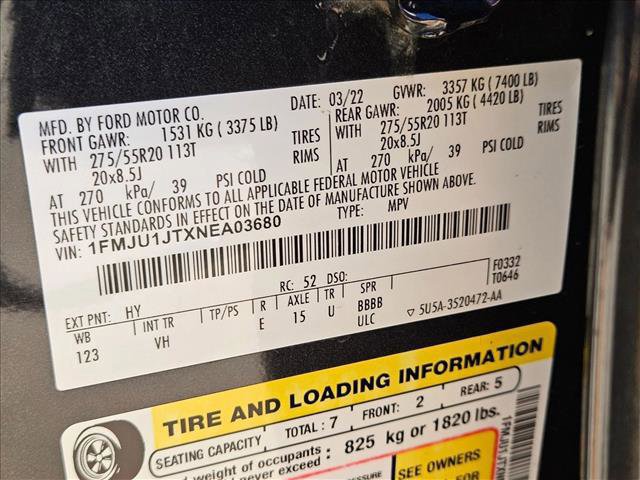 MFD. BY FORD MOTOR CO.
DATE: 03/22 GVWR: 3357 KG ( 7400 LB)
FRONT GAWR: 1531 KG ( 3375 LB) REAR GAWR: 2005 KG ( 4420 LB)
WITH 275/55R20 113T TIRES WITH 275/55R20 113T TIRES
20x8.5J RIMS 20x8.5J RIMS
AT 270 kPa/ 39 PSI COLD AT 270 kPa/ 39 PSI COLD
THIS VEHICLE CONFORMS TO ALL APPLICABLE FEDERAL MOTOR VEHICLE
SAFETY STANDARDS IN EFFECT ON THE DATE OF MANUFACTURE SHOWN ABOVE.
VIN: 1FMJU1JTXNEA03680 TYPE: MPV
F0332
T0646
EXT PNT: HY RC: 52 DSO:
WB INT TR TP/PS R AXLE TR SPR
123 VH E 15 U BBBB
ULC
5U5A-3520472-AA
TIRE AND LOADING INFORMATION
SEATING CAPACITY TOTAL : 7 FRONT: 2 REAR: 5
weight of occupants
never exceed : 825 kg or 1820 lbs.
SEE OWNERS
FOR